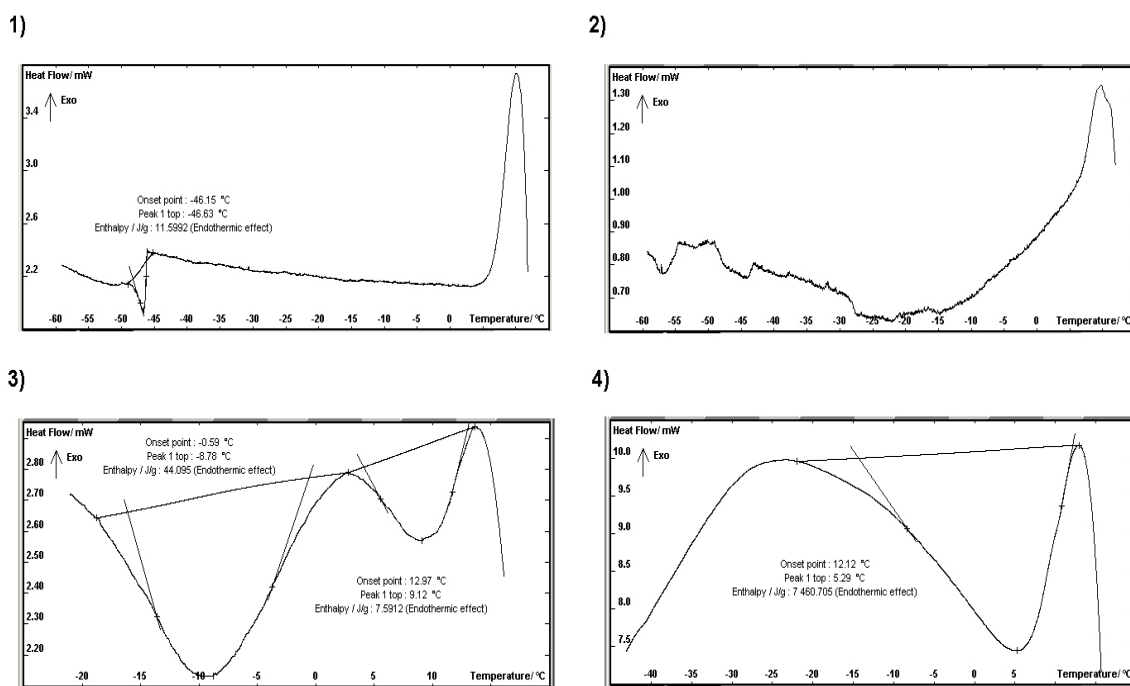 1)
Heat Flow/ mW
Exo
3.4
3.0
2.6
2.2
Onset point : -46.15 °C
Peak 1 top : -46.63 °C
Enthalpy / J/g : 11.5992 (Endothermic effect)
-60 -55 -50 -45 -40 -35 -30 -25 -20 -15 -10 -5 0 Temperature/ °C
2)
Heat Flow/ mW
Exo
1.30
1.20
1.10
1.00
0.90
0.80
0.70
-60 -55 -50 -45 -40 -35 -30 -25 -20 -15 -10 -5 0 Temperature/ °C
3)
Heat Flow/ mW
Exo
2.80
2.70
2.60
2.50
2.40
2.30
2.20
Onset point : -0.59 °C
Peak 1 top : -8.78 °C
Enthalpy / J/g : 44.095 (Endothermic effect)
Onset point : 12.97 °C
Peak 1 top : 9.12 °C
Enthalpy / J/g : 7.5912 (Endothermic effect)
-20 -15 -10 -5 0 5 10 Temperature/ °C
4)
Heat Flow/ mW
Exo
10.0
9.5
9.0
8.5
8.0
7.5
Onset point : 12.12 °C
Peak 1 top : 5.29 °C
Enthalpy / J/g : 7 460.705 (Endothermic effect)
-40 -35 -30 -25 -20 -15 -10 -5 0 5 10 Temperature/ °C